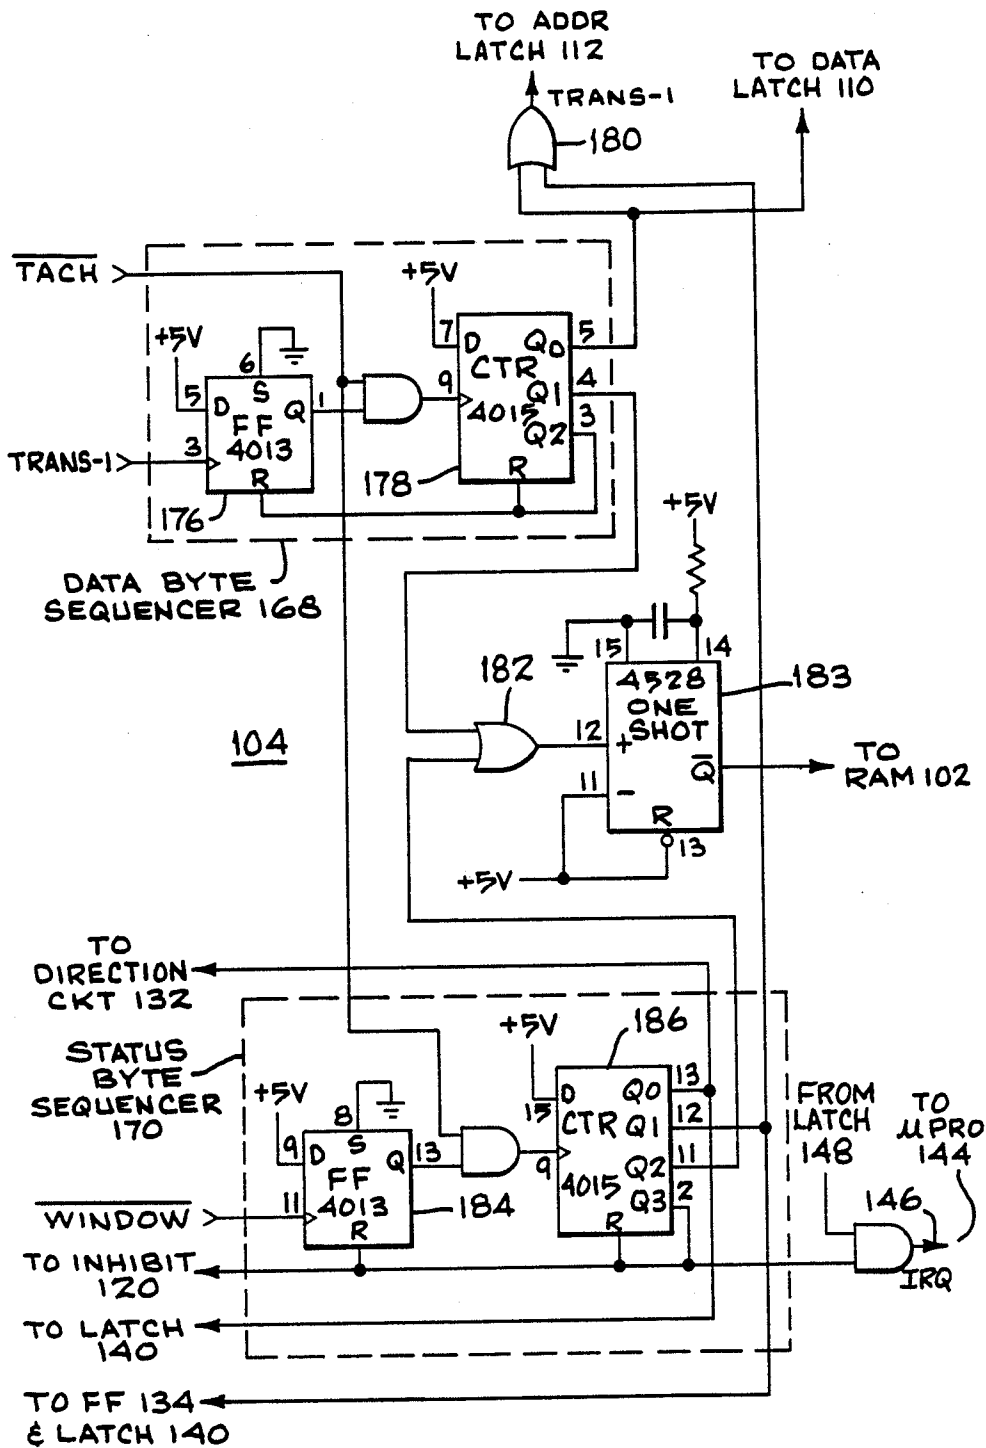 TO ADDR
LATCH 112
TO DATA
LATCH 110
TRANS-1
180
TACH
+5V
+5V
7
D
Q0
5
CTR
6
S
5
D
Q
1
FF
4013
3
R
TRANS-1
9
4015
Q1
4
Q2
3
R
176
178
DATA BYTE
SEQUENCER 168
+5V
15
14
182
4528
ONE
SHOT
183
12
+
Q
TO
RAM 102
11
-
R
13
+5V
104
TO
DIRECTION
CKT 132
STATUS
BYTE
SEQUENCER
170
+5V
186
+5V
15
D
Q0
13
CTR
Q1
12
8
S
9
D
Q
13
FF
4013
11
R
184
9
4015
Q2
11
Q3
2
R
FROM
LATCH
148
TO
μPRO
144
146
IRQ
WINDOW
TO INHIBIT
120
TO LATCH
140
TO FF 134
& LATCH 140